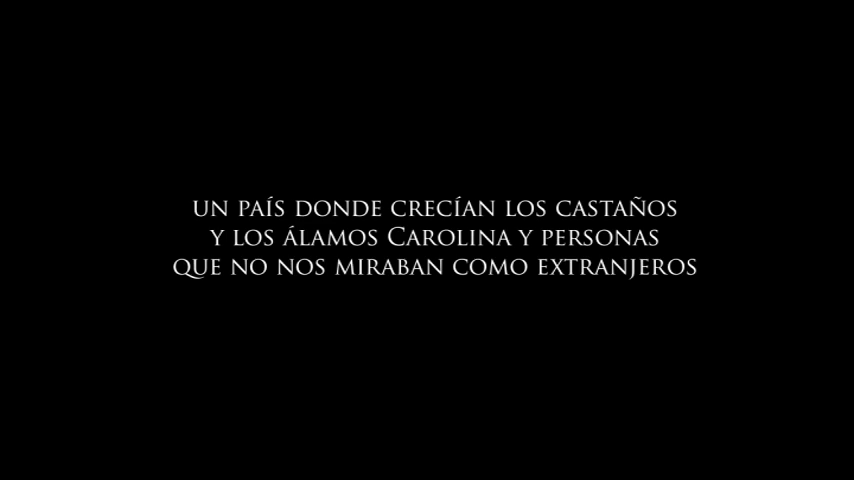 UN PAÍS DONDE CRECÍAN LOS CASTAÑOS
Y LOS ÁLAMOS CAROLINA Y PERSONAS
QUE NO NOS MIRABAN COMO EXTRANJEROS